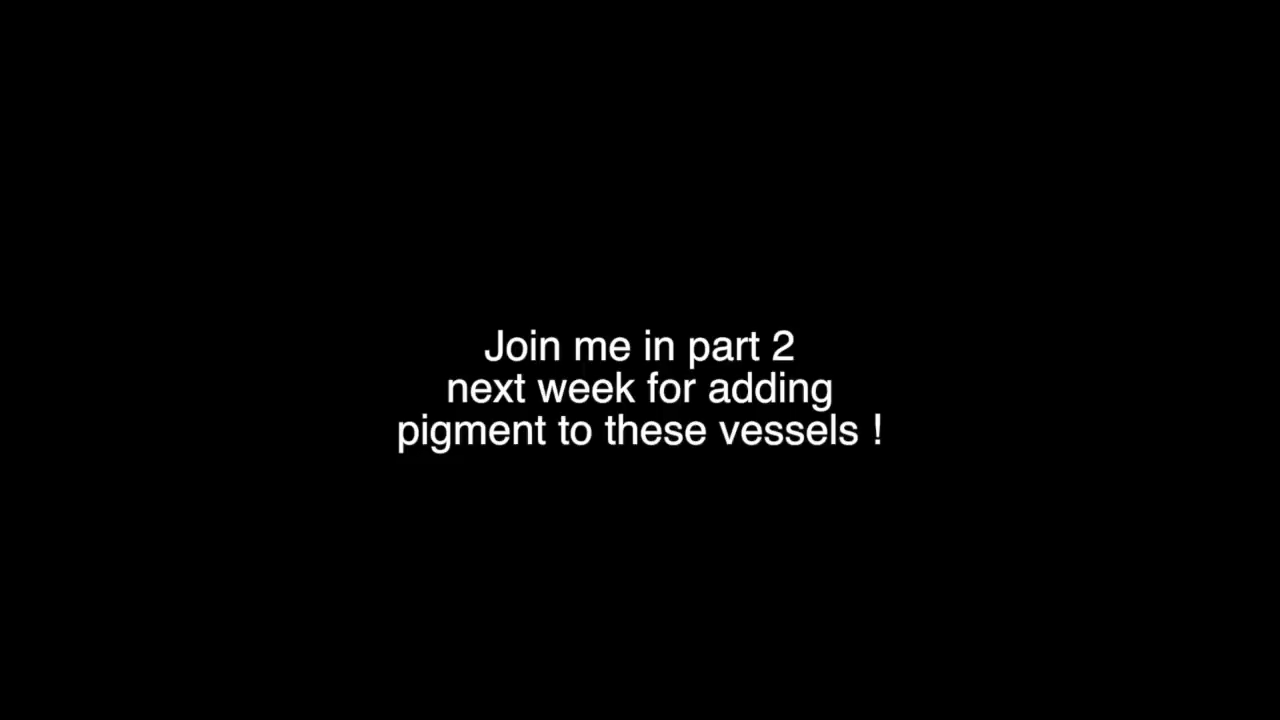 Join me in part 2
next week for adding
pigment to these vessels !